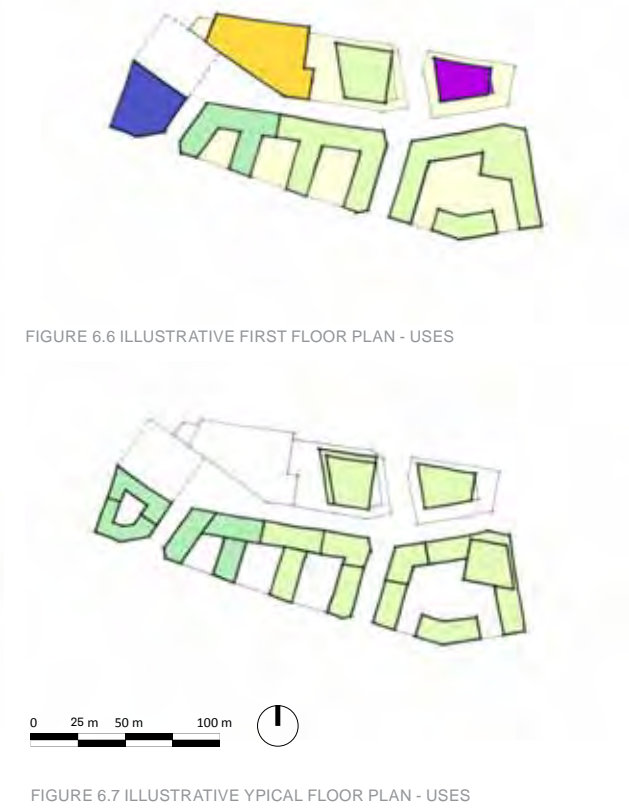 FIGURE 6.6 ILLUSTRATIVE FIRST FLOOR PLAN - USES
0 25 m 50 m 100 m
FIGURE 6.7 ILLUSTRATIVE YPICAL FLOOR PLAN - USES